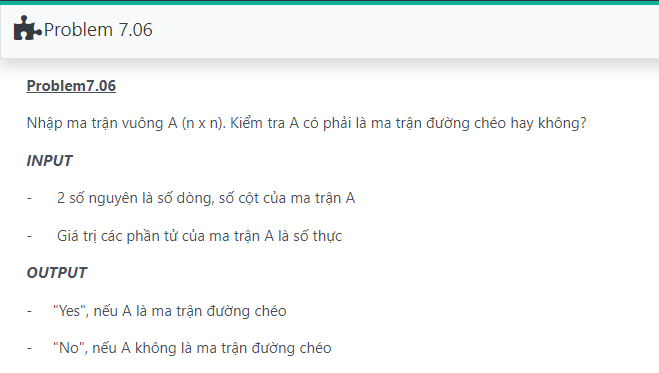 Problem 7.06
Problem7.06
Nhập ma trận vuông A (n x n). Kiểm tra A có phải là ma trận đường chéo hay không?
INPUT
- 2 số nguyên là số dòng, số cột của ma trận A
- Giá trị các phần tử của ma trận A là số thực
OUTPUT
- "Yes", nếu A là ma trận đường chéo
- "No", nếu A không là ma trận đường chéo